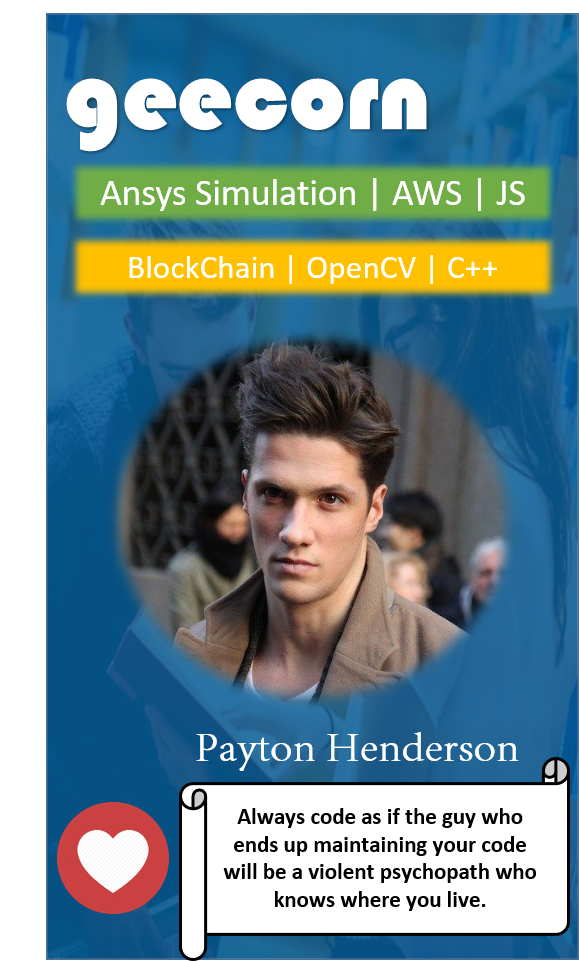 geecorn
Ansys Simulation | AWS | JS
BlockChain | OpenCV | C++
Payton Henderson
Always code as if the guy who
ends up maintaining your code
will be a violent psychopath who
knows where you live.